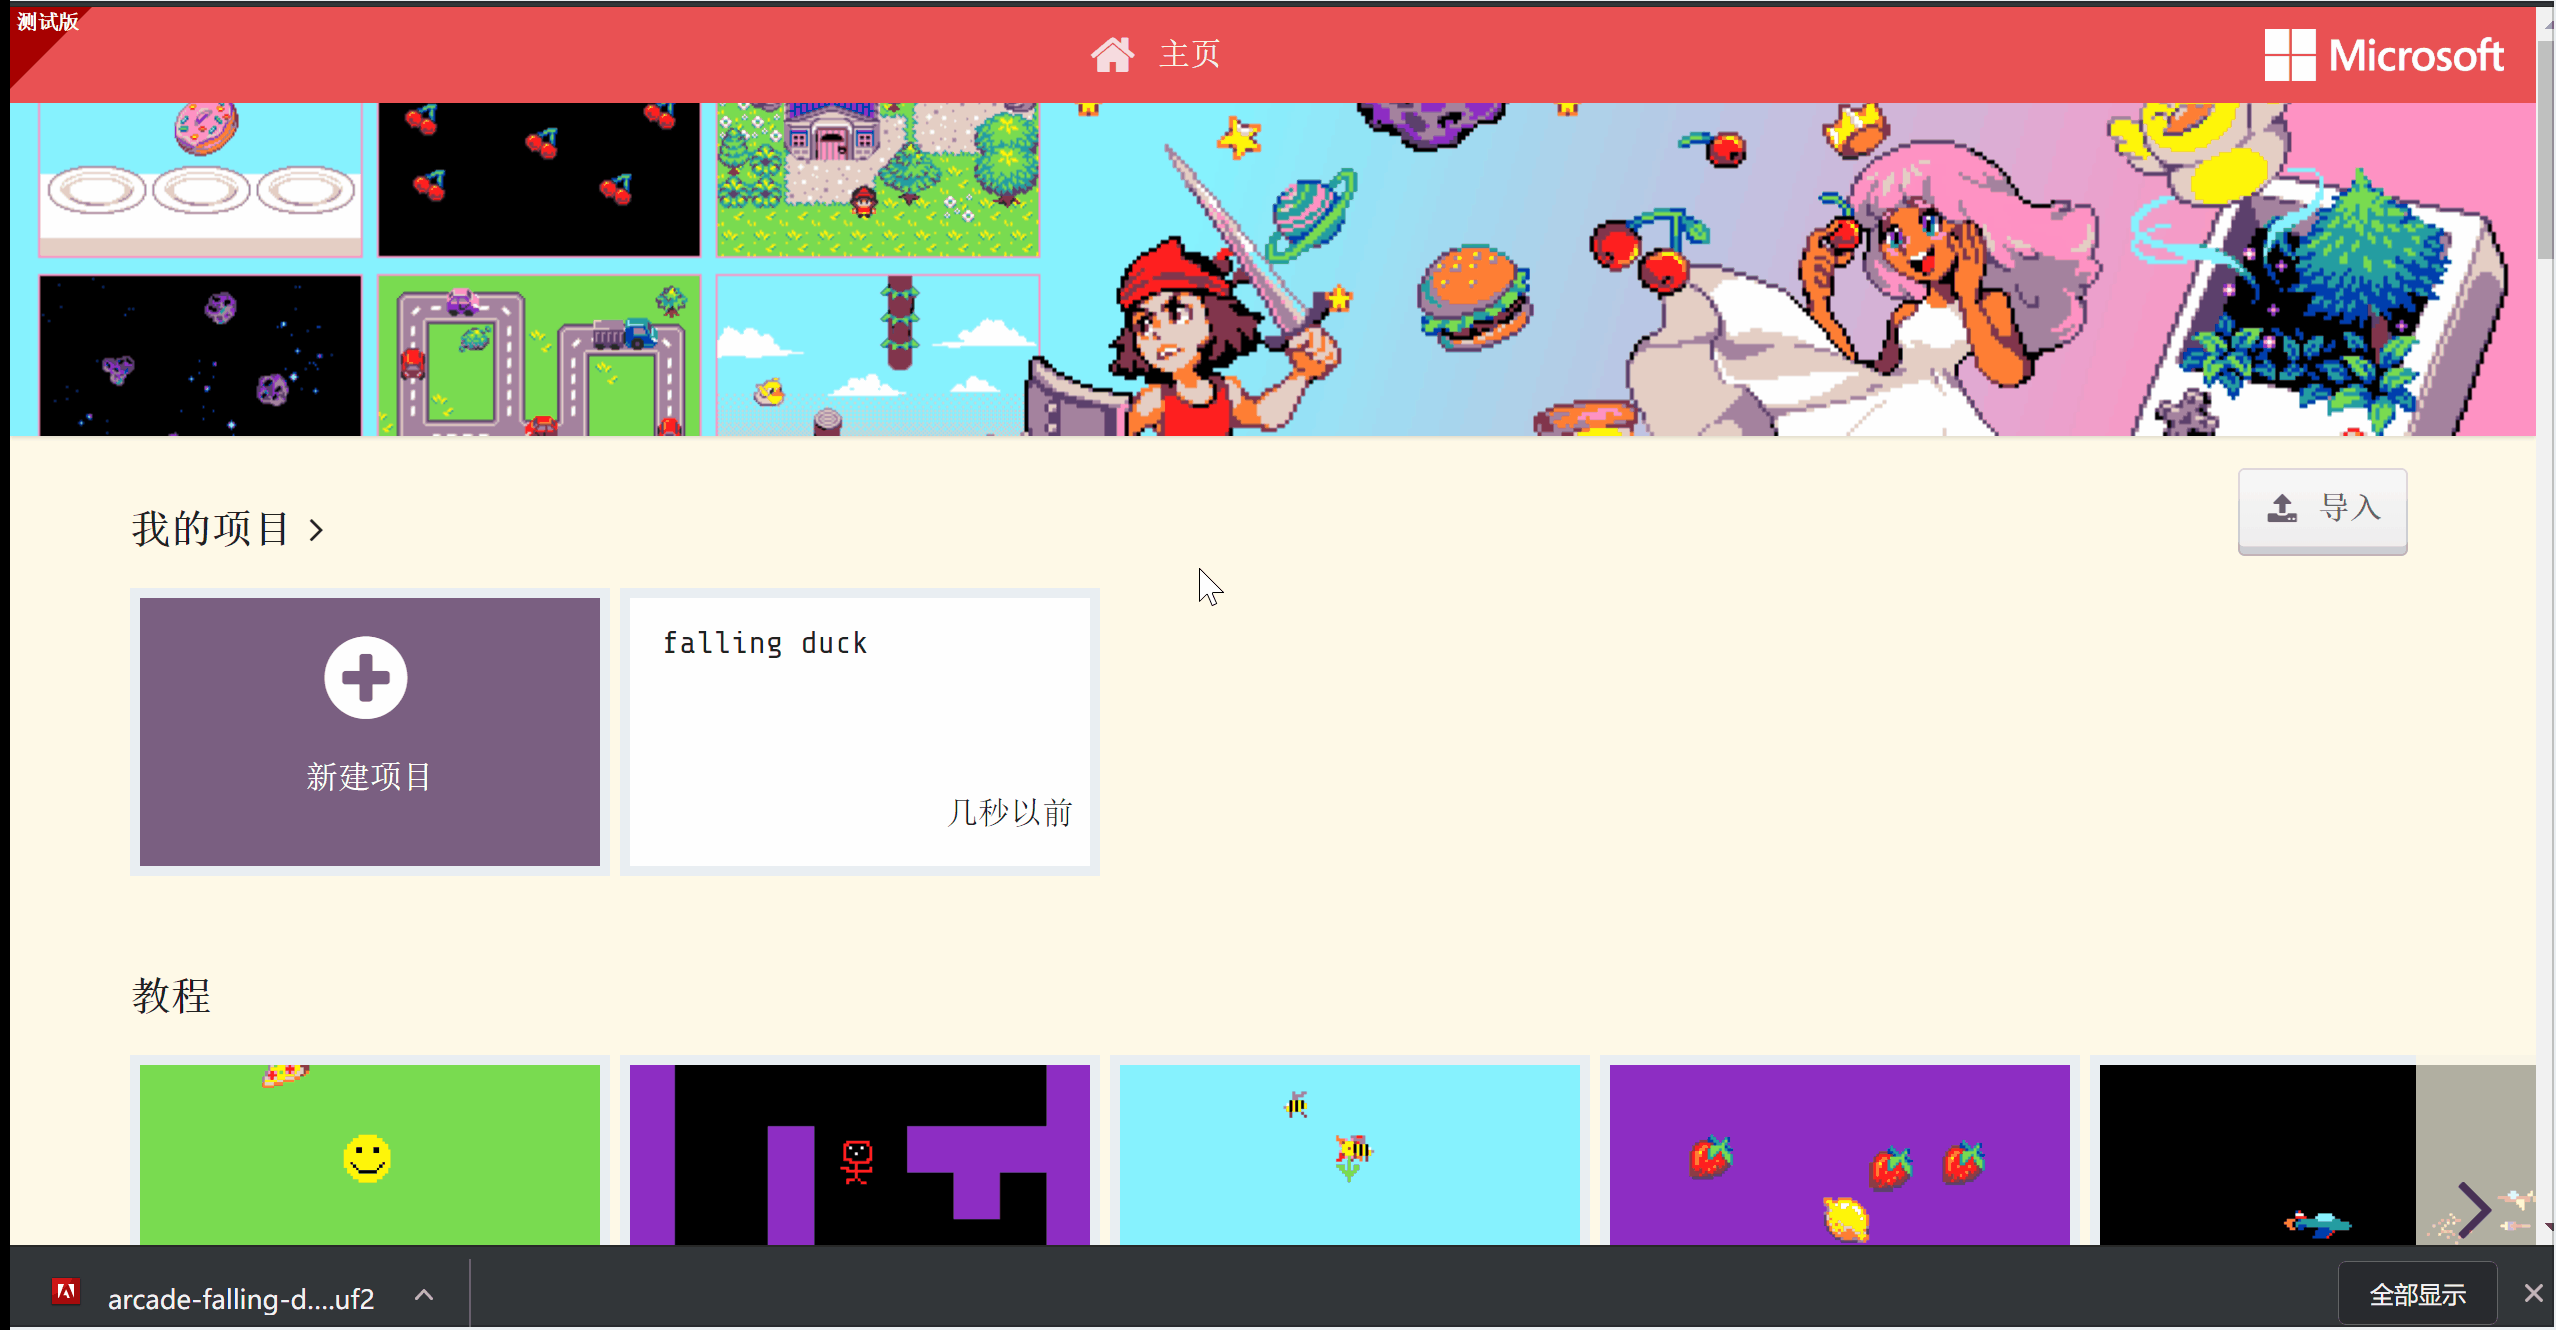 测试版
主页
Microsoft
我的项目
导入
新建项目
falling duck
几秒以前
教程
arcade-falling-d....uf2
全部显示